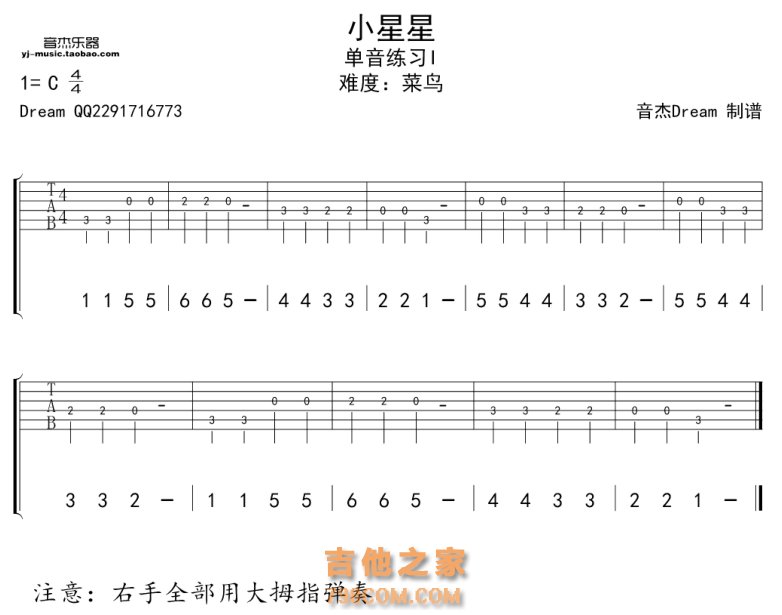 小星星
音杰乐器
yj-music.taobao.com
单音练习I
1= C 4/4
难度：菜鸟
Dream QQ2291716773
音杰Dream 制谱
T A B 4/4 3 3 0 0 | 2 2 0 – | 3 3 2 2 | 0 0 3 – | 0 0 3 3 | 2 2 0 – | 0 0 3 3
1 1 5 5 | 6 6 5 – | 4 4 3 3 | 2 2 1 – | 5 5 4 4 | 3 3 2 – | 5 5 4 4 |
T A B 2 2 0 – | 3 3 0 0 | 2 2 0 – | 3 3 2 2 | 0 0 3 –
3 3 2 – | 1 1 5 5 | 6 6 5 – | 4 4 3 3 | 2 2 1 –
吉他之家
注意：右手全部用大拇指弹奏
798COM.COM